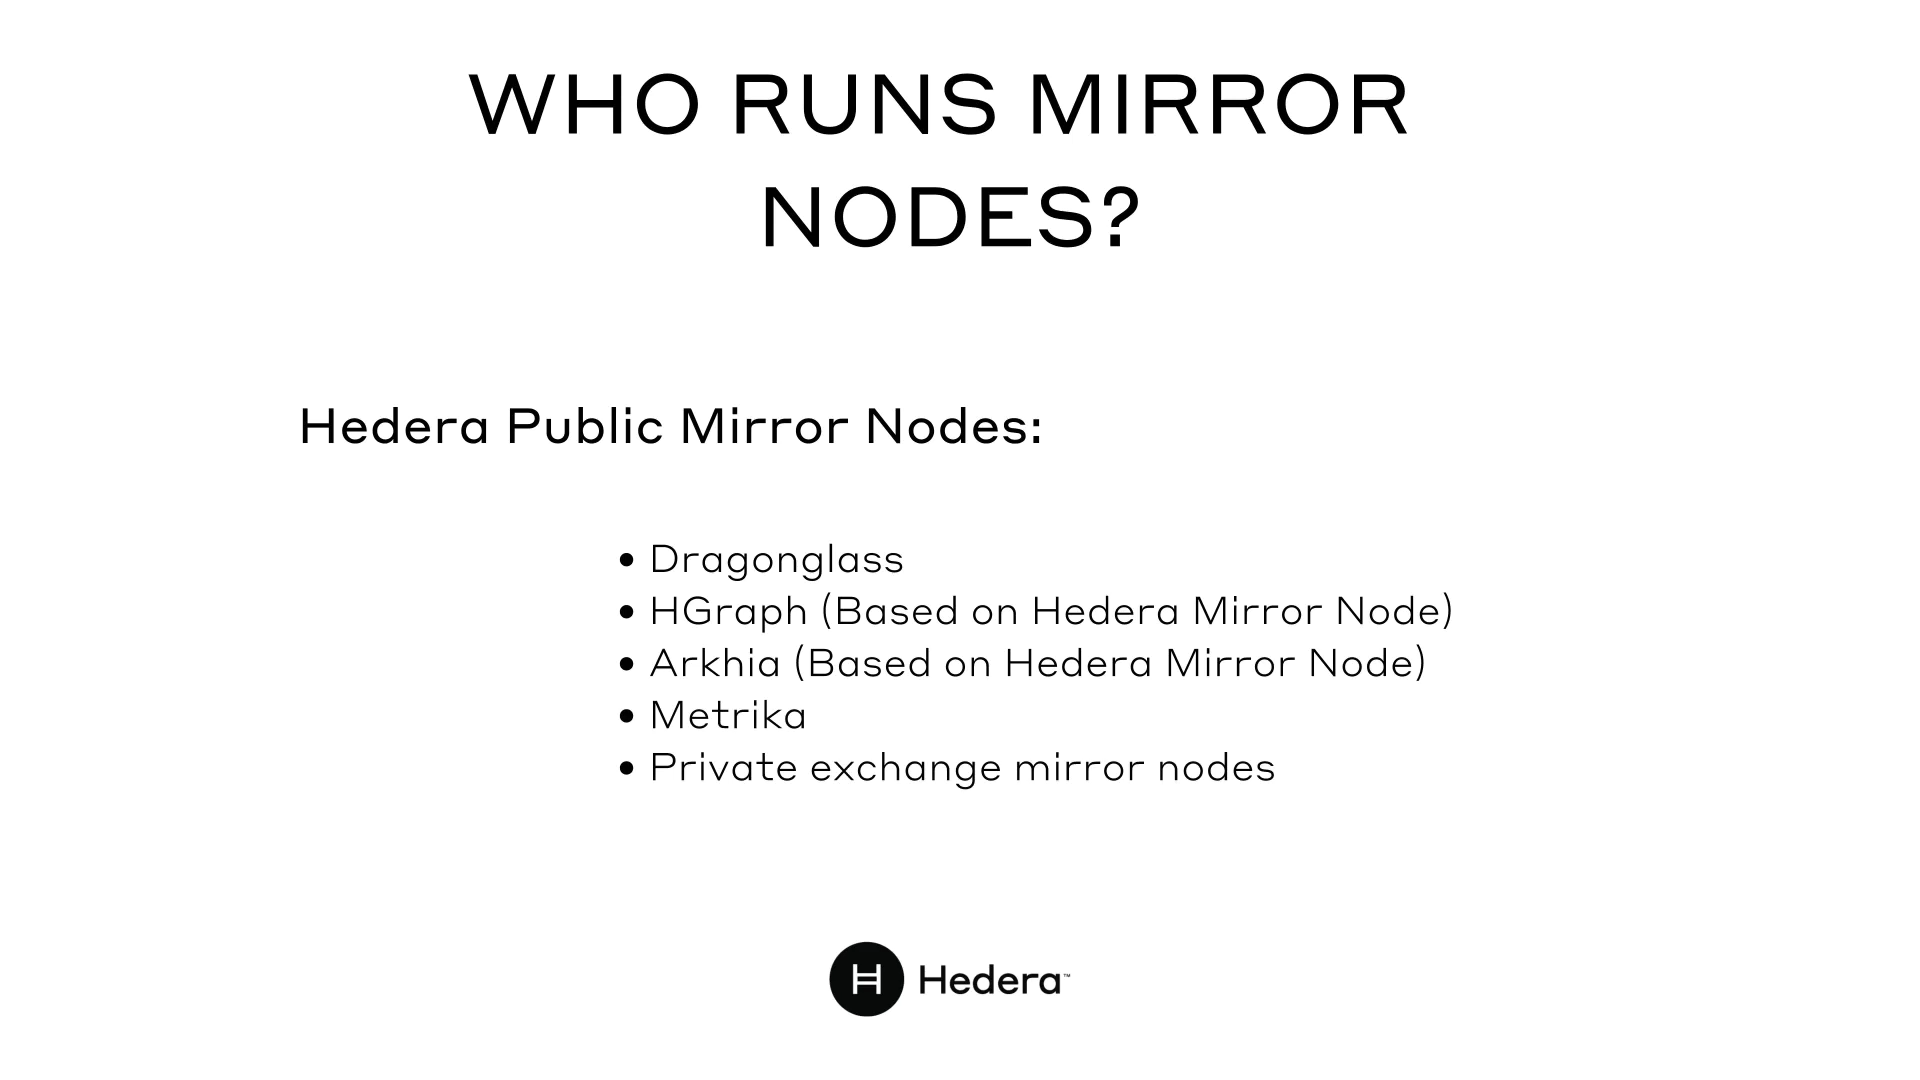 WHO RUNS MIRROR
NODES?
Hedera Public Mirror Nodes:
• Dragonglass
• HGraph (Based on Hedera Mirror Node)
• Arkhia (Based on Hedera Mirror Node)
• Metrika
• Private exchange mirror nodes
H Hedera™